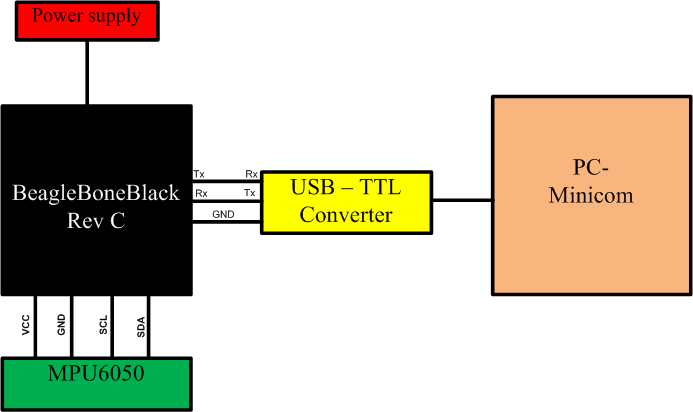 Power supply
BeagleBoneBlack
Rev C
Tx
Rx
Rx
Tx
GND
USB – TTL
Converter
PC-
Minicom
VCC
GND
SCL
SDA
MPU6050